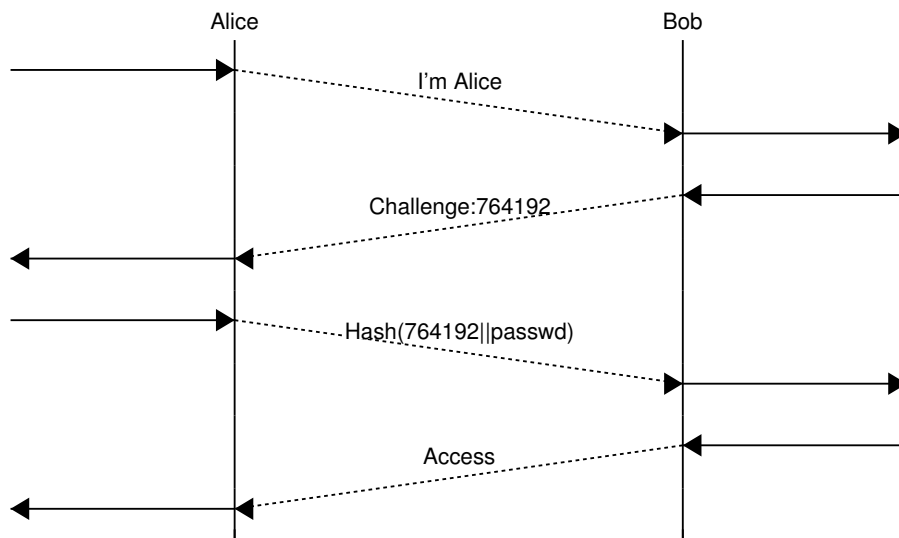 Alice
Bob
I'm Alice
Challenge:764192
Hash(764192||passwd)
Access